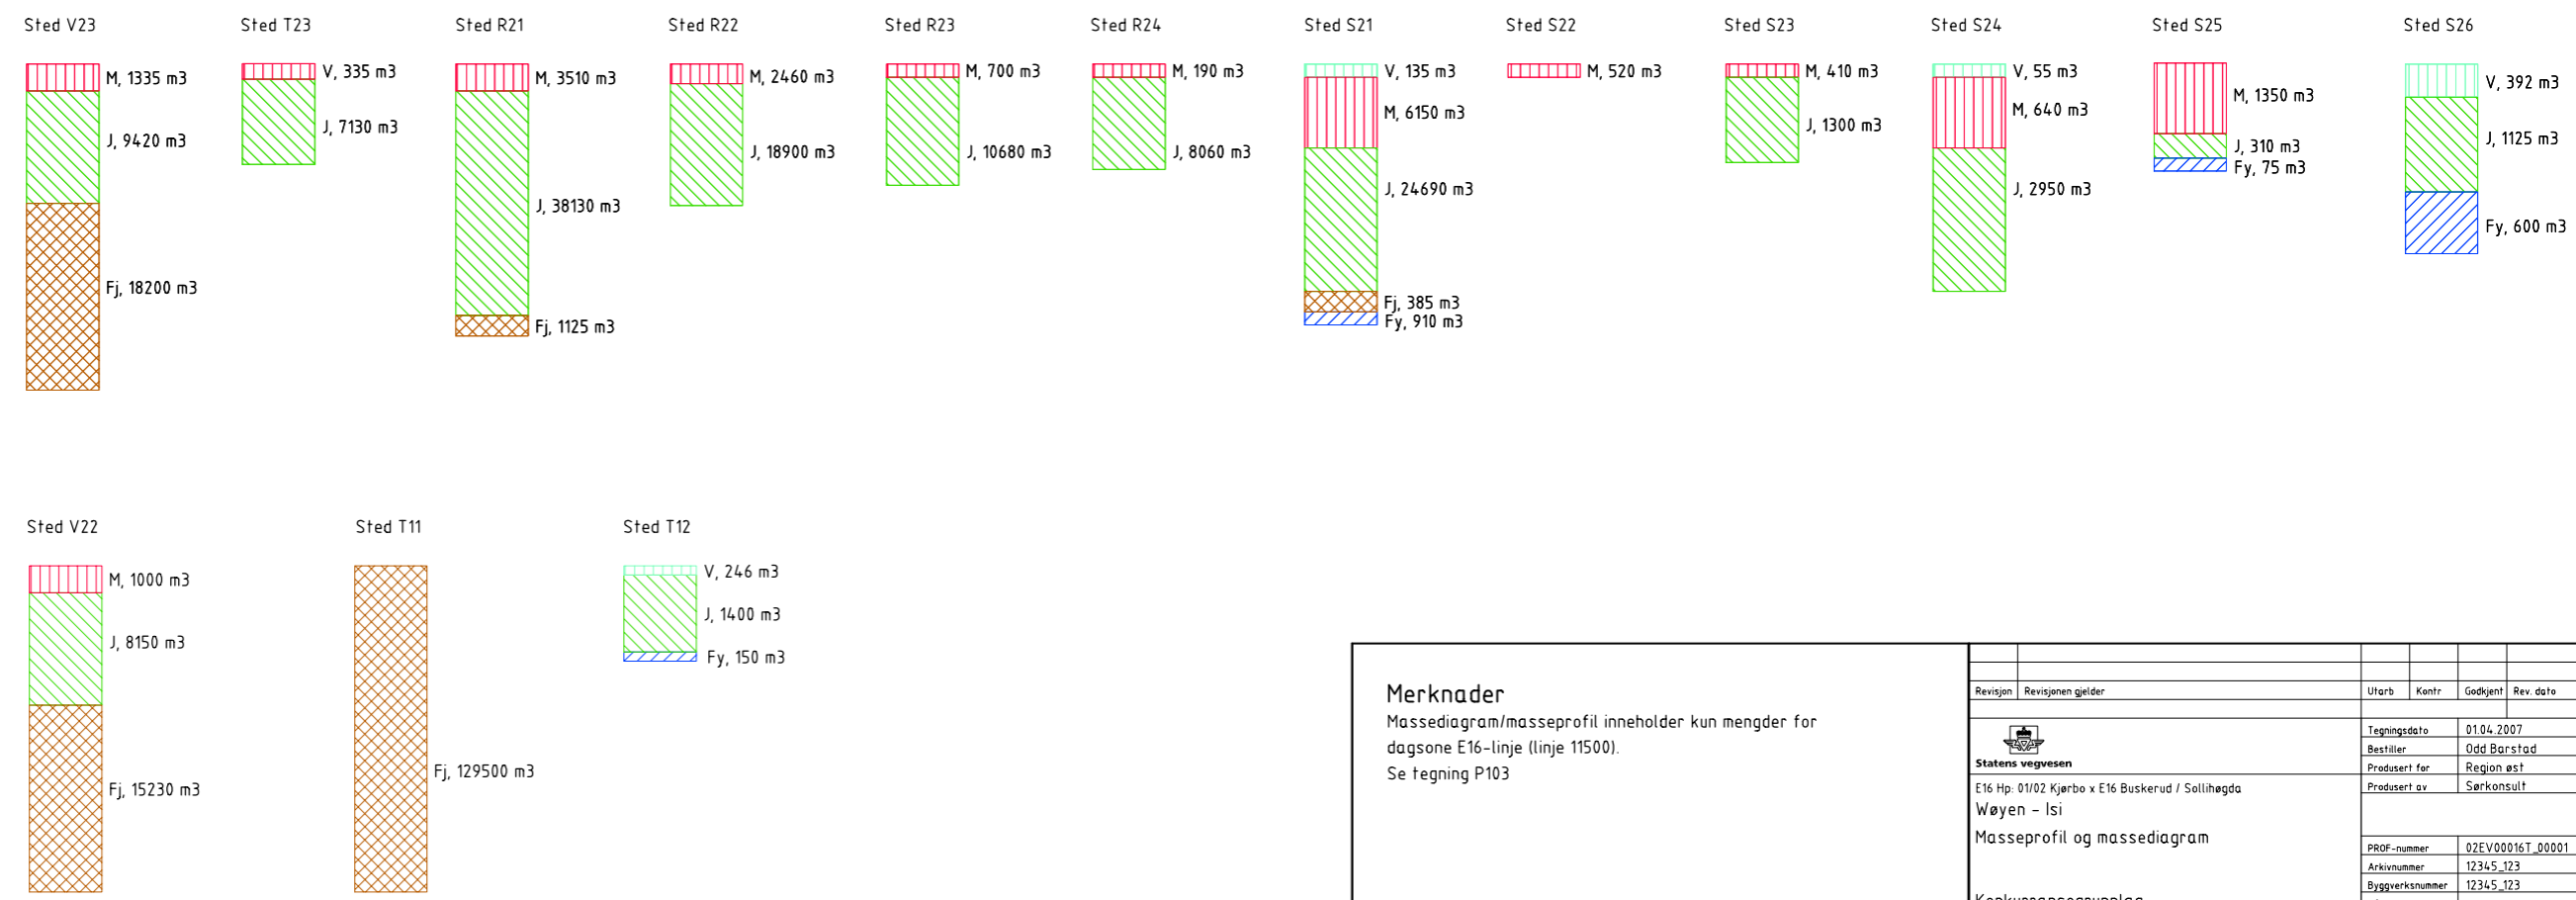 Sted V23
M, 1335 m3
J, 9420 m3
Fj, 18200 m3
Sted T23
V, 335 m3
J, 7130 m3
Sted R21
M, 3510 m3
J, 38130 m3
Fj, 1125 m3
Sted R22
M, 2460 m3
J, 18900 m3
Sted R23
M, 700 m3
J, 10680 m3
Sted R24
M, 190 m3
J, 8060 m3
Sted S21
V, 135 m3
M, 6150 m3
J, 24690 m3
Fj, 385 m3
Fy, 910 m3
Sted S22
M, 520 m3
Sted S23
M, 410 m3
J, 1300 m3
Sted S24
V, 55 m3
M, 640 m3
J, 2950 m3
Sted S25
M, 1350 m3
J, 310 m3
Fy, 75 m3
Sted S26
V, 392 m3
J, 1125 m3
Fy, 600 m3
Sted V22
M, 1000 m3
J, 8150 m3
Fj, 15230 m3
Sted T11
Fj, 129500 m3
Sted T12
V, 246 m3
J, 1400 m3
Fy, 150 m3
Merknader
Massediagram/masseprofil inneholder kun mengder for
dagsone E16-linje (linje 11500).
Se tegning P103
Revisjon Revisjonen gjelder Utarb Kontr Godkjent Rev. dato
Statens vegvesen
Tegningsdato 01.04.2007
Bestiller Odd Barstad
Produsert for Region øst
Produsert av Sørkonsult
E16 Hp: 01/02 Kjørbo x E16 Buskerud / Sollihøgda
Wøyen - Isi
Masseprofil og massediagram
PROF-nummer 02EV00016T_00001
Arkivnummer 12345_123
Byggverksnummer 12345_123